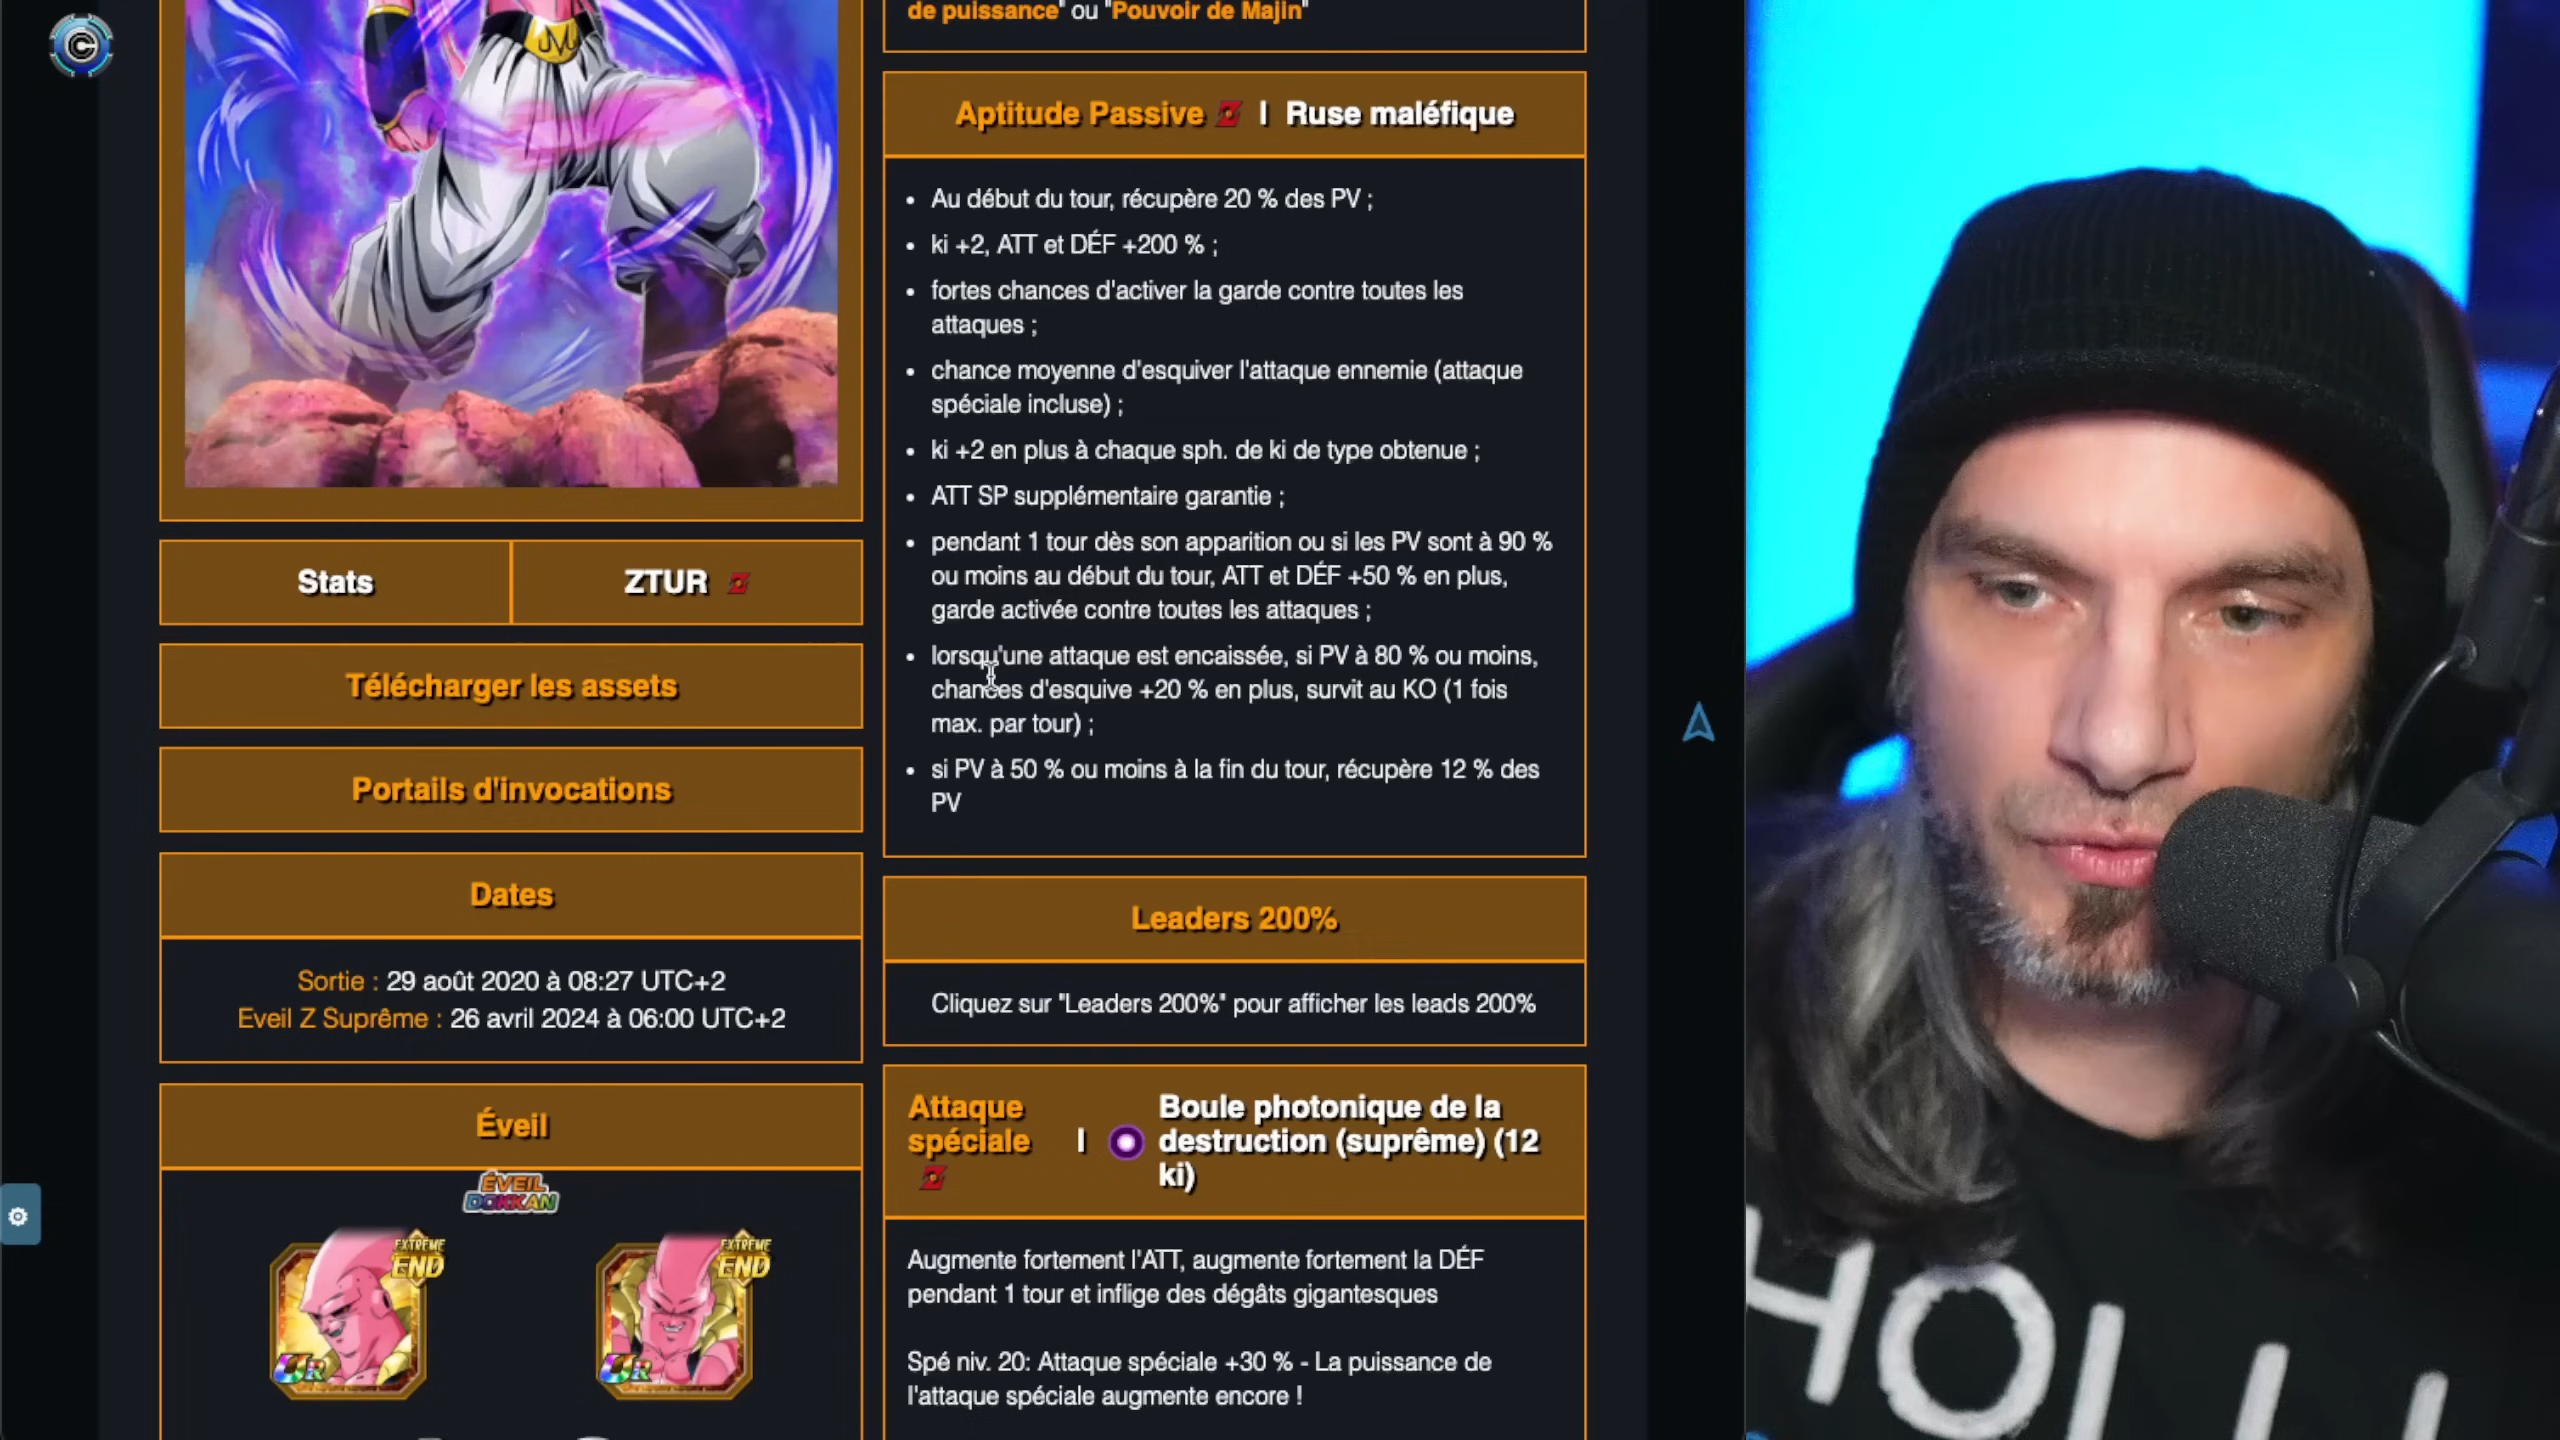 de puissance" ou "Pouvoir de Majin"
Aptitude Passive Z | Ruse maléfique
• Au début du tour, récupère 20 % des PV ;
• ki +2, ATT et DÉF +200 % ;
• fortes chances d'activer la garde contre toutes les
attaques ;
• chance moyenne d'esquiver l'attaque ennemie (attaque
spéciale incluse) ;
• ki +2 en plus à chaque sph. de ki de type obtenue ;
• ATT SP supplémentaire garantie ;
• pendant 1 tour dès son apparition ou si les PV sont à 90 %
ou moins au début du tour, ATT et DÉF +50 % en plus,
garde activée contre toutes les attaques ;
• lorsqu'une attaque est encaissée, si PV à 80 % ou moins,
chances d'esquive +20 % en plus, survit au KO (1 fois
max. par tour) ;
• si PV à 50 % ou moins à la fin du tour, récupère 12 % des
PV
Stats
ZTUR Z
Télécharger les assets
Portails d'invocations
Dates
Sortie : 29 août 2020 à 08:27 UTC+2
Eveil Z Suprême : 26 avril 2024 à 06:00 UTC+2
Éveil
ÉVEIL
DOKKAN
EXTREME
END
UR
EXTREME
END
UR
Leaders 200%
Cliquez sur "Leaders 200%" pour afficher les leads 200%
Attaque
spéciale
Z
|
Boule photonique de la
destruction (suprême) (12
ki)
Augmente fortement l'ATT, augmente fortement la DÉF
pendant 1 tour et inflige des dégâts gigantesques
Spé niv. 20: Attaque spéciale +30 % - La puissance de
l'attaque spéciale augmente encore !